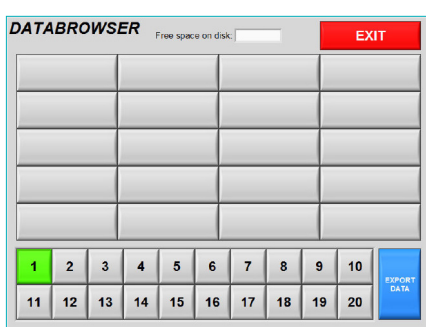 DATABROWSER Free space on disk: EXIT
1 2 3 4 5 6 7 8 9 10
EXPORT
DATA
11 12 13 14 15 16 17 18 19 20